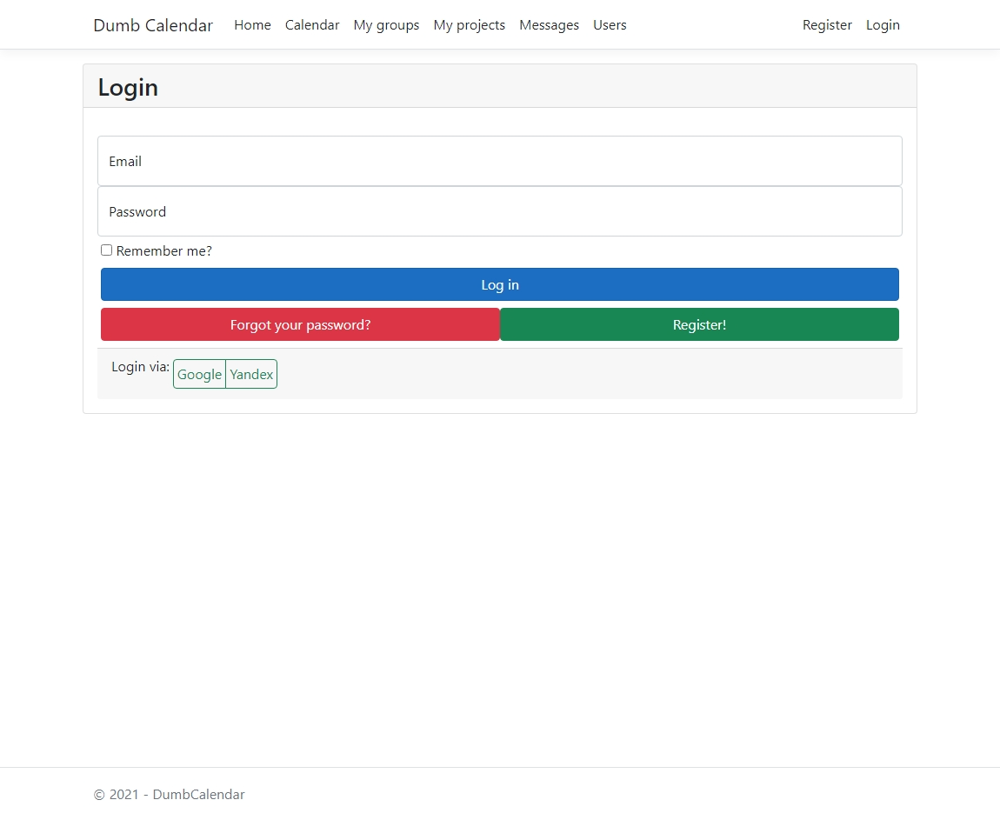 Dumb Calendar Home Calendar My groups My projects Messages Users Register Login
Login
Email
Password
Remember me?
Log in
Forgot your password? Register!
Login via: Google Yandex
© 2021 - DumbCalendar